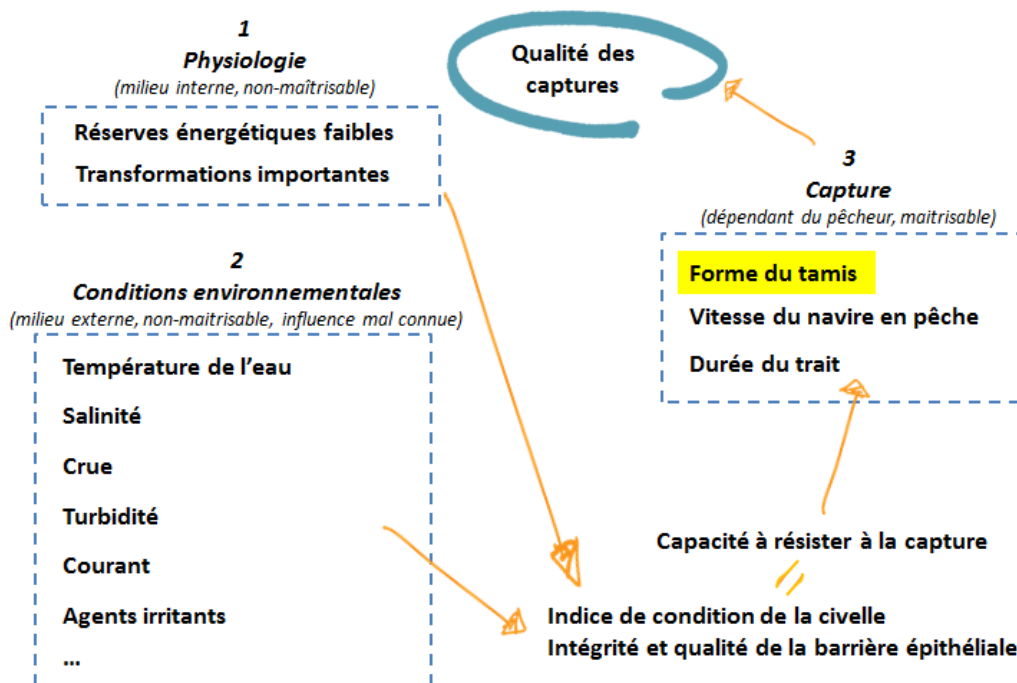 1
Physiologie
(milieu interne, non-maîtrisable)
Réserves énergétiques faibles
Transformations importantes
2
Conditions environnementales
(milieu externe, non-maitrisable, influence mal connue)
Température de l'eau
Salinité
Crue
Turbidité
Courant
Agents irritants
...
Qualité des
captures
3
Capture
(dépendant du pêcheur, maitrisable)
Forme du tamis
Vitesse du navire en pêche
Durée du trait
Capacité à résister à la capture
Indice de condition de la civelle
Intégrité et qualité de la barrière épithéliale